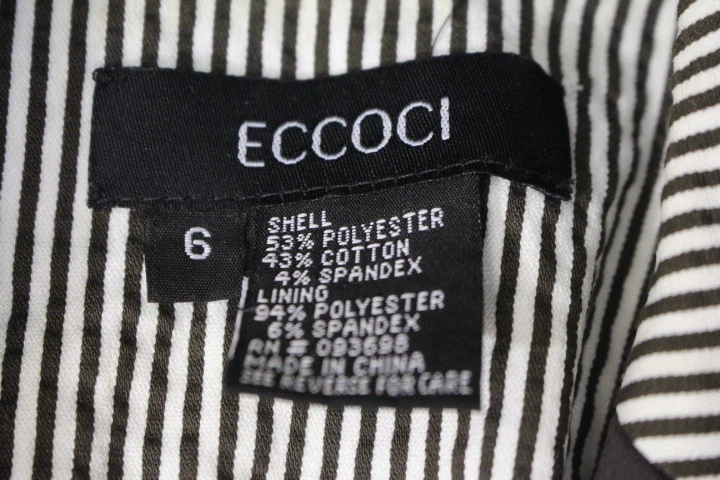 ECCOCI
6
SHELL
53% POLYESTER
43% COTTON
4% SPANDEX
LINING
94% POLYESTER
6% SPANDEX
RN # 093698
MADE IN CHINA
SEE REVERSE FOR CARE